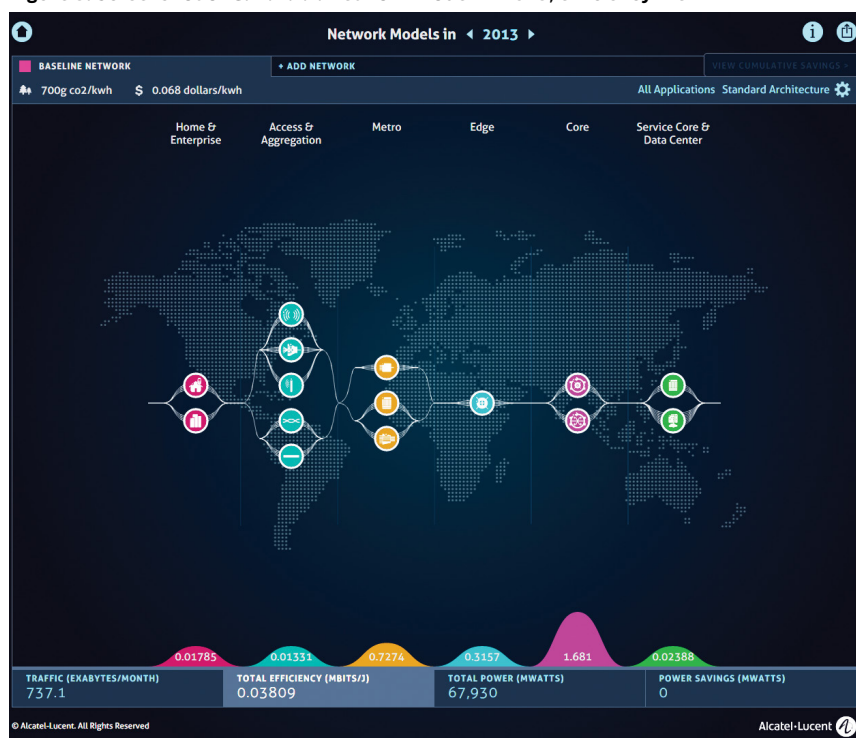 Network Models in 2013
BASELINE NETWORK
+ ADD NETWORK
VIEW CUMULATIVE SAVINGS
700g co2/kwh
$ 0.068 dollars/kwh
All Applications Standard Architecture
Home &
Enterprise
Access &
Aggregation
Metro
Edge
Core
Service Core &
Data Center
0.01785
0.01331
0.7274
0.3157
1.681
0.02388
TRAFFIC (EXABYTES/MONTH)
737.1
TOTAL EFFICIENCY (MBITS/J)
0.03809
TOTAL POWER (MWATTS)
67,930
POWER SAVINGS (MWATTS)
0
© Alcatel-Lucent. All Rights Reserved
Alcatel·Lucent